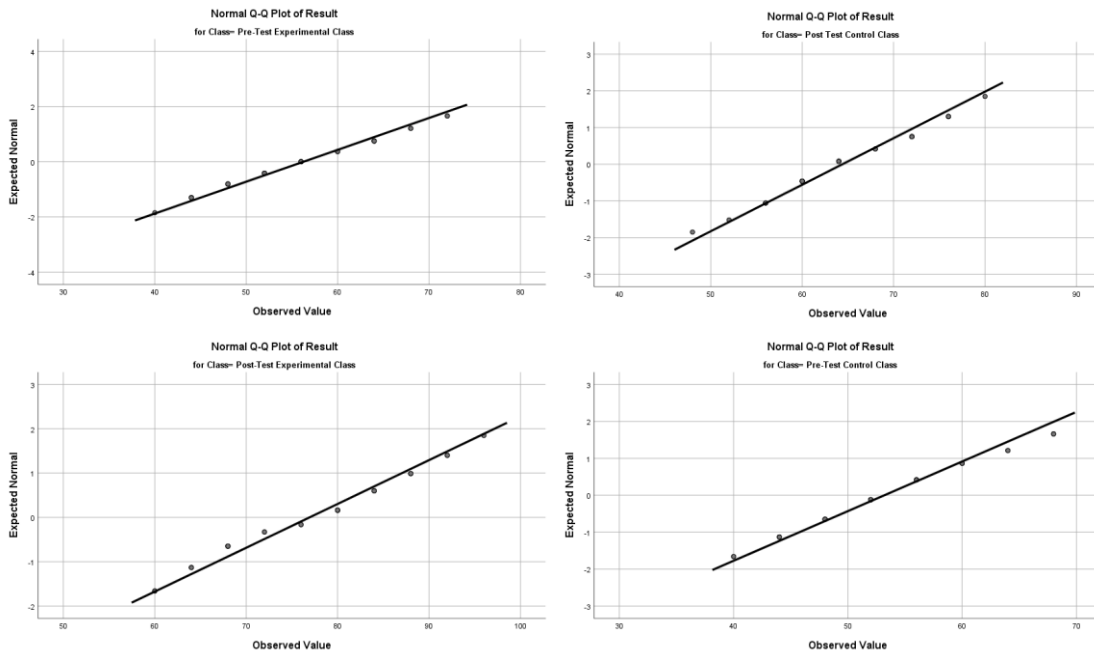 Normal Q-Q Plot of Result
for Class= Pre-Test Experimental Class
4
2
0
-2
-4
Expected Normal
30 40 50 60 70 80
Observed Value
Normal Q-Q Plot of Result
for Class= Post Test Control Class
3
2
1
0
-1
-2
-3
Expected Normal
40 50 60 70 80 90
Observed Value
Normal Q-Q Plot of Result
for Class= Post-Test Experimental Class
3
2
1
0
-1
-2
Expected Normal
50 60 70 80 90 100
Observed Value
Normal Q-Q Plot of Result
for Class= Pre-Test Control Class
3
2
1
0
-1
-2
-3
Expected Normal
30 40 50 60 70
Observed Value